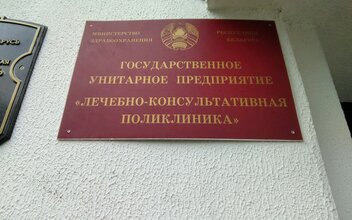 МИНИСТЕРСТВО
ЗДРАВООХРАНЕНИЯ
РЕСПУБЛИКИ
БЕЛАРУСЬ
ГОСУДАРСТВЕННОЕ
УНИТАРНОЕ ПРЕДПРИЯТИЕ
«ЛЕЧЕБНО-КОНСУЛЬТАТИВНАЯ
ПОЛИКЛИНИКА»